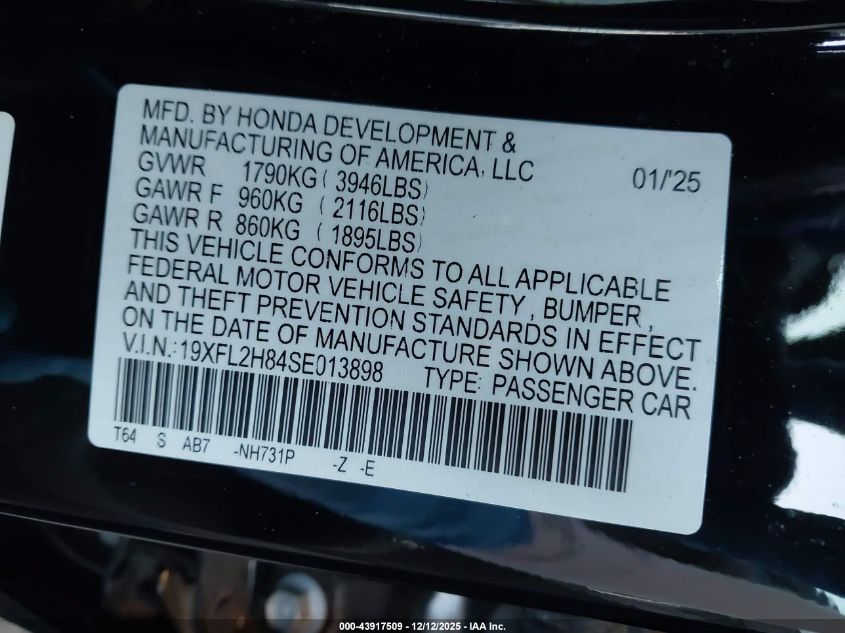 MFD. BY HONDA DEVELOPMENT &
MANUFACTURING OF AMERICA, LLC
GVWR 1790KG ( 3946LBS) 01/'25
GAWR F 960KG ( 2116LBS)
GAWR R 860KG ( 1895LBS)
THIS VEHICLE CONFORMS TO ALL APPLICABLE
FEDERAL MOTOR VEHICLE SAFETY, BUMPER,
AND THEFT PREVENTION STANDARDS IN EFFECT
ON THE DATE OF MANUFACTURE SHOWN ABOVE.
V.I.N.:19XFL2H84SE013898 TYPE: PASSENGER CAR
T64 S AB7 -NH731P -Z -E
000-43917509 - 12/12/2025 - IAA Inc.